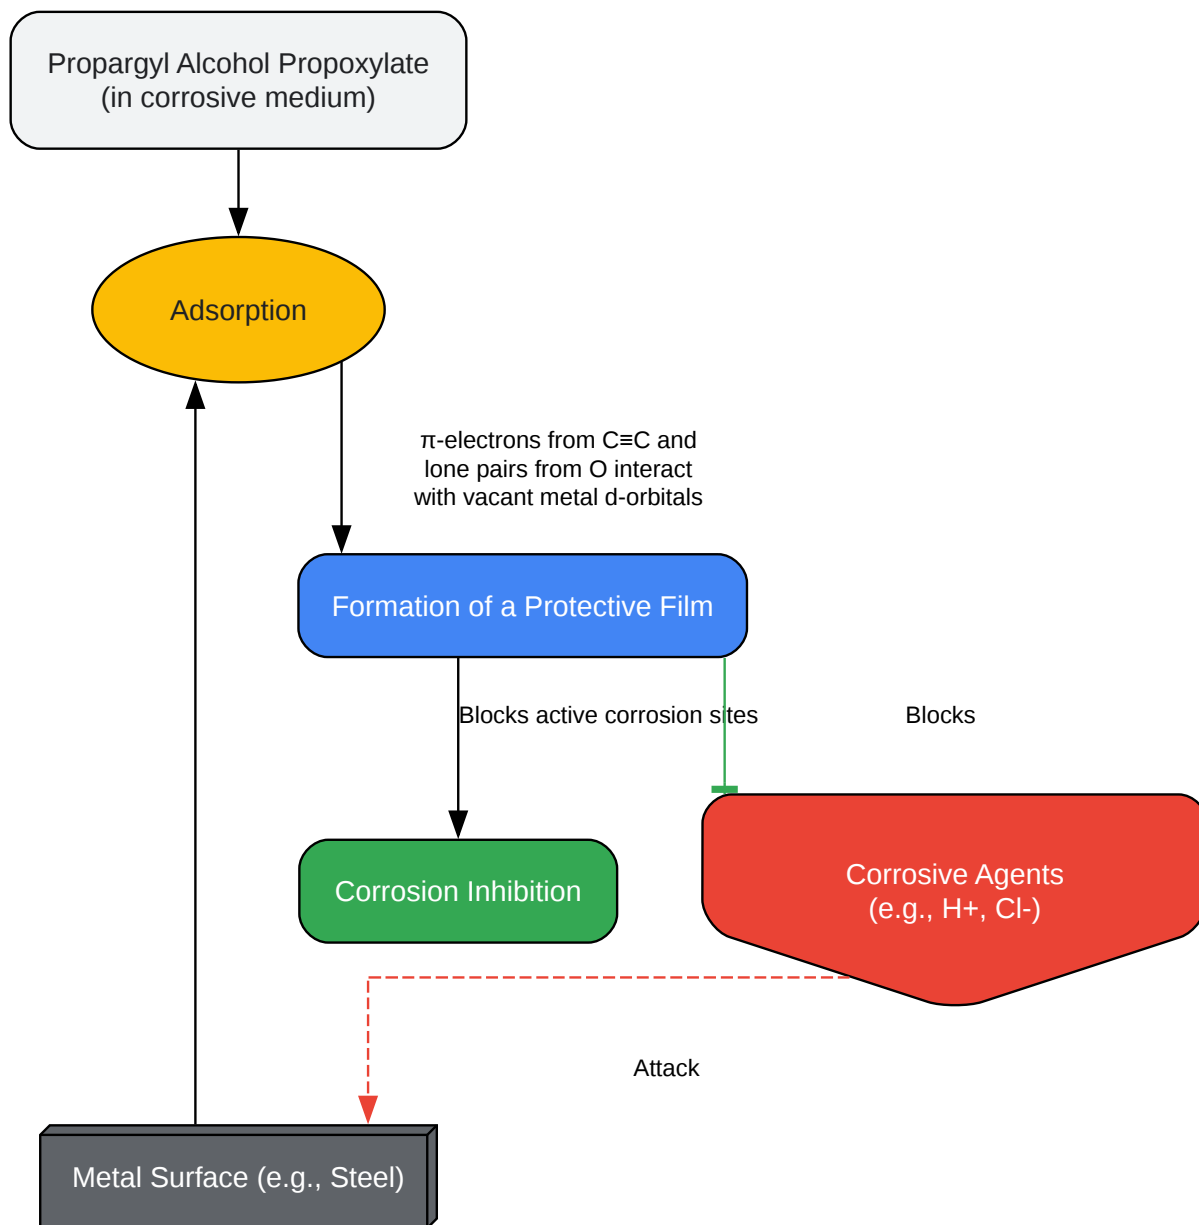 Propargyl Alcohol Propoxylate
(in corrosive medium)
Adsorption
π-electrons from C≡C and
lone pairs from O interact
with vacant metal d-orbitals
Formation of a Protective Film
Blocks active corrosion sites
Blocks
Corrosion Inhibition
Corrosive Agents
(e.g., H+, Cl-)
Attack
Metal Surface (e.g., Steel)